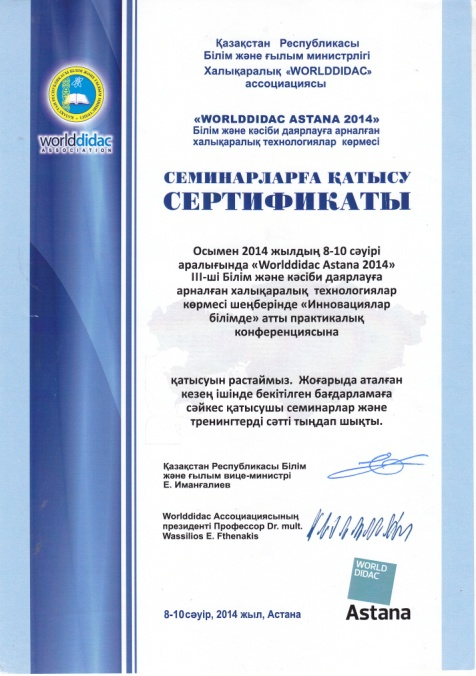 Қазақстан Республикасы
Білім және ғылым министрлігі
Халықаралық «WORLDDIDAC»
ассоциациясы
worlddidac
ASSOCIATION
«WORLDDIDAC ASTANA 2014»
Білім және кәсіби даярлауға арналған
халықаралық технологиялар көрмесі
СЕМИНАРЛАРҒА ҚАТЫСУ
СЕРТИФИКАТЫ
Осымен 2014 жылдың 8-10 сәуірі
аралығында «Worlddidac Astana 2014»
III-ші Білім және кәсіби даярлауға
арналған халықаралық технологиялар
көрмесі шеңберінде «Инновациялар
білімде» атты практикалық
конференциясына
қатысуын растаймыз. Жоғарыда аталған
кезең ішінде бекітілген бағдарламаға
сәйкес қатысушы семинарлар және
тренингтерді сәтті тыңдап шықты.
Қазақстан Республикасы Білім
және ғылым вице-министрі
Е. Иманғалиев
Worlddidac Ассоциациясының
президенті Профессор Dr. mult.
Wassilios E. Fthenakis
WORLD
DIDAC
Astana
8-10сәуір, 2014 жыл, Астана